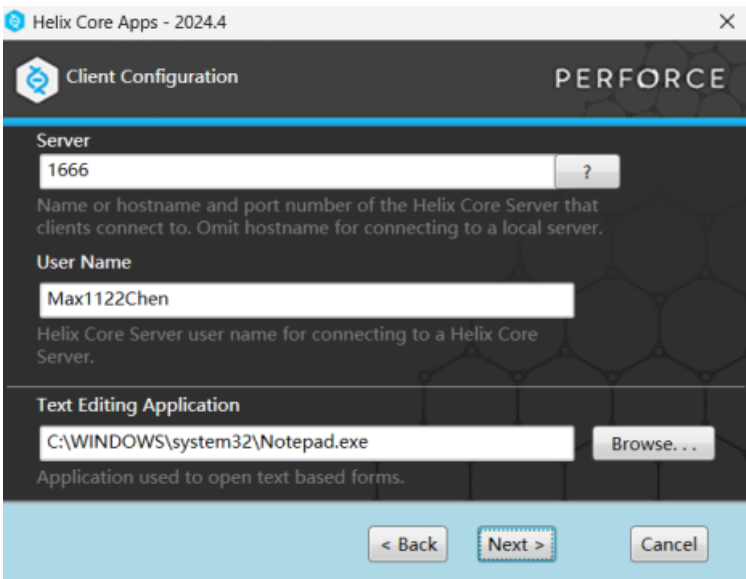 Helix Core Apps - 2024.4
Client Configuration
PERFORCE
Server
1666
?
Name or hostname and port number of the Helix Core Server that
clients connect to. Omit hostname for connecting to a local server.
User Name
Max1122Chen
Helix Core Server user name for connecting to a Helix Core
Server.
Text Editing Application
C:\WINDOWS\system32\Notepad.exe
Browse. . .
Application used to open text based forms.
< Back
Next >
Cancel